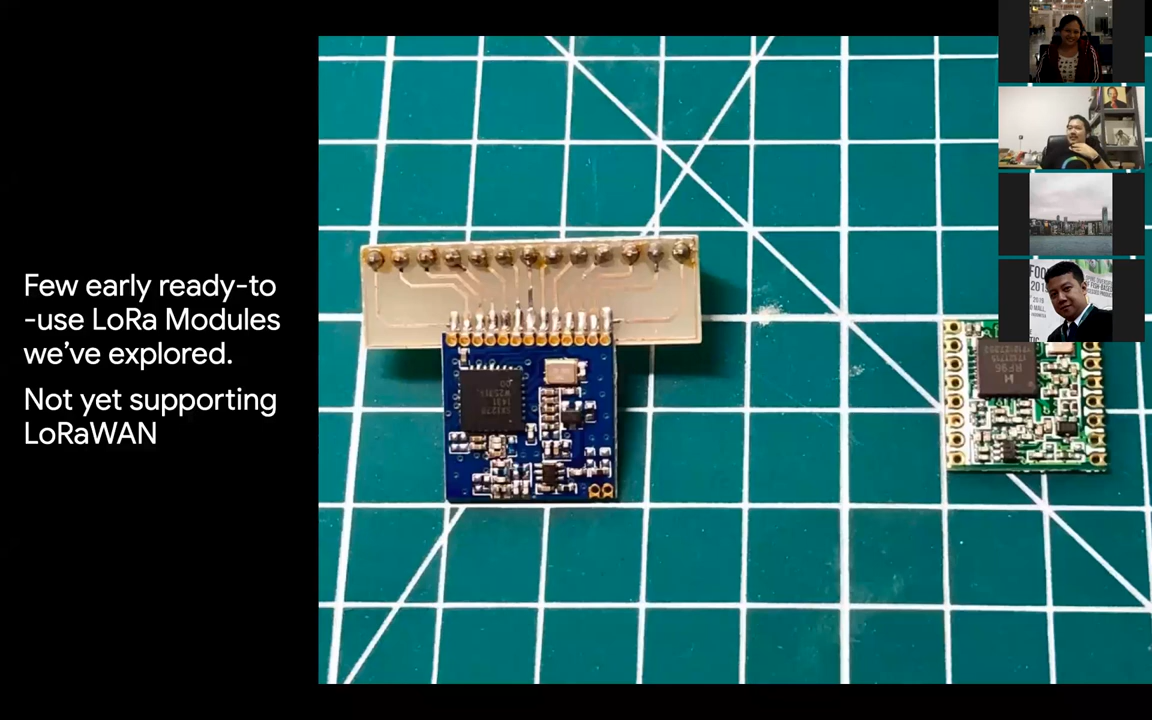 Few early ready-to
-use LoRa Modules
we've explored.
Not yet supporting
LoRaWAN
RF96